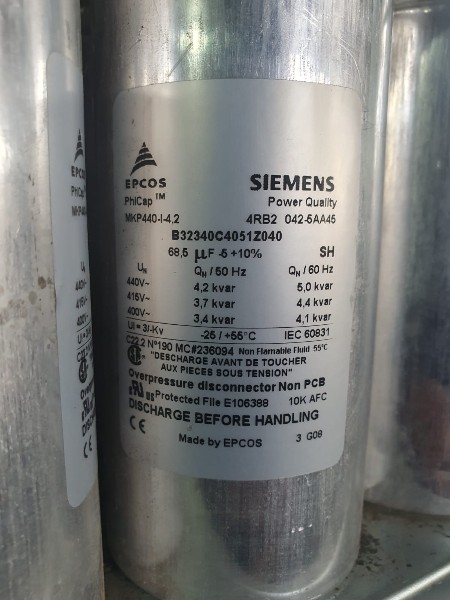 EPCOS
PhiCap™
MKP440-I-4,2
SIEMENS
Power Quality
4RB2 042-5AA45
B32340C4051Z040
68,5 µF -5 +10% SH
UN QN / 50 Hz QN / 60 Hz
440V~ 4,2 kvar 5,0 kvar
415V~ 3,7 kvar 4,4 kvar
400V~ 3,4 kvar 4,1 kvar
Ui = 3/-Kv -25 / +55°C IEC 60831
C22.2 N°190 MC#236094 Non Flamable Fluid 55°C
"DESCHARGE AVANT DE TOUCHER
AUX PIECES SOUS TENSION"
Overpressure disconnector Non PCB
Protected File E106388 10K AFC
DISCHARGE BEFORE HANDLING
Made by EPCOS 3 G08